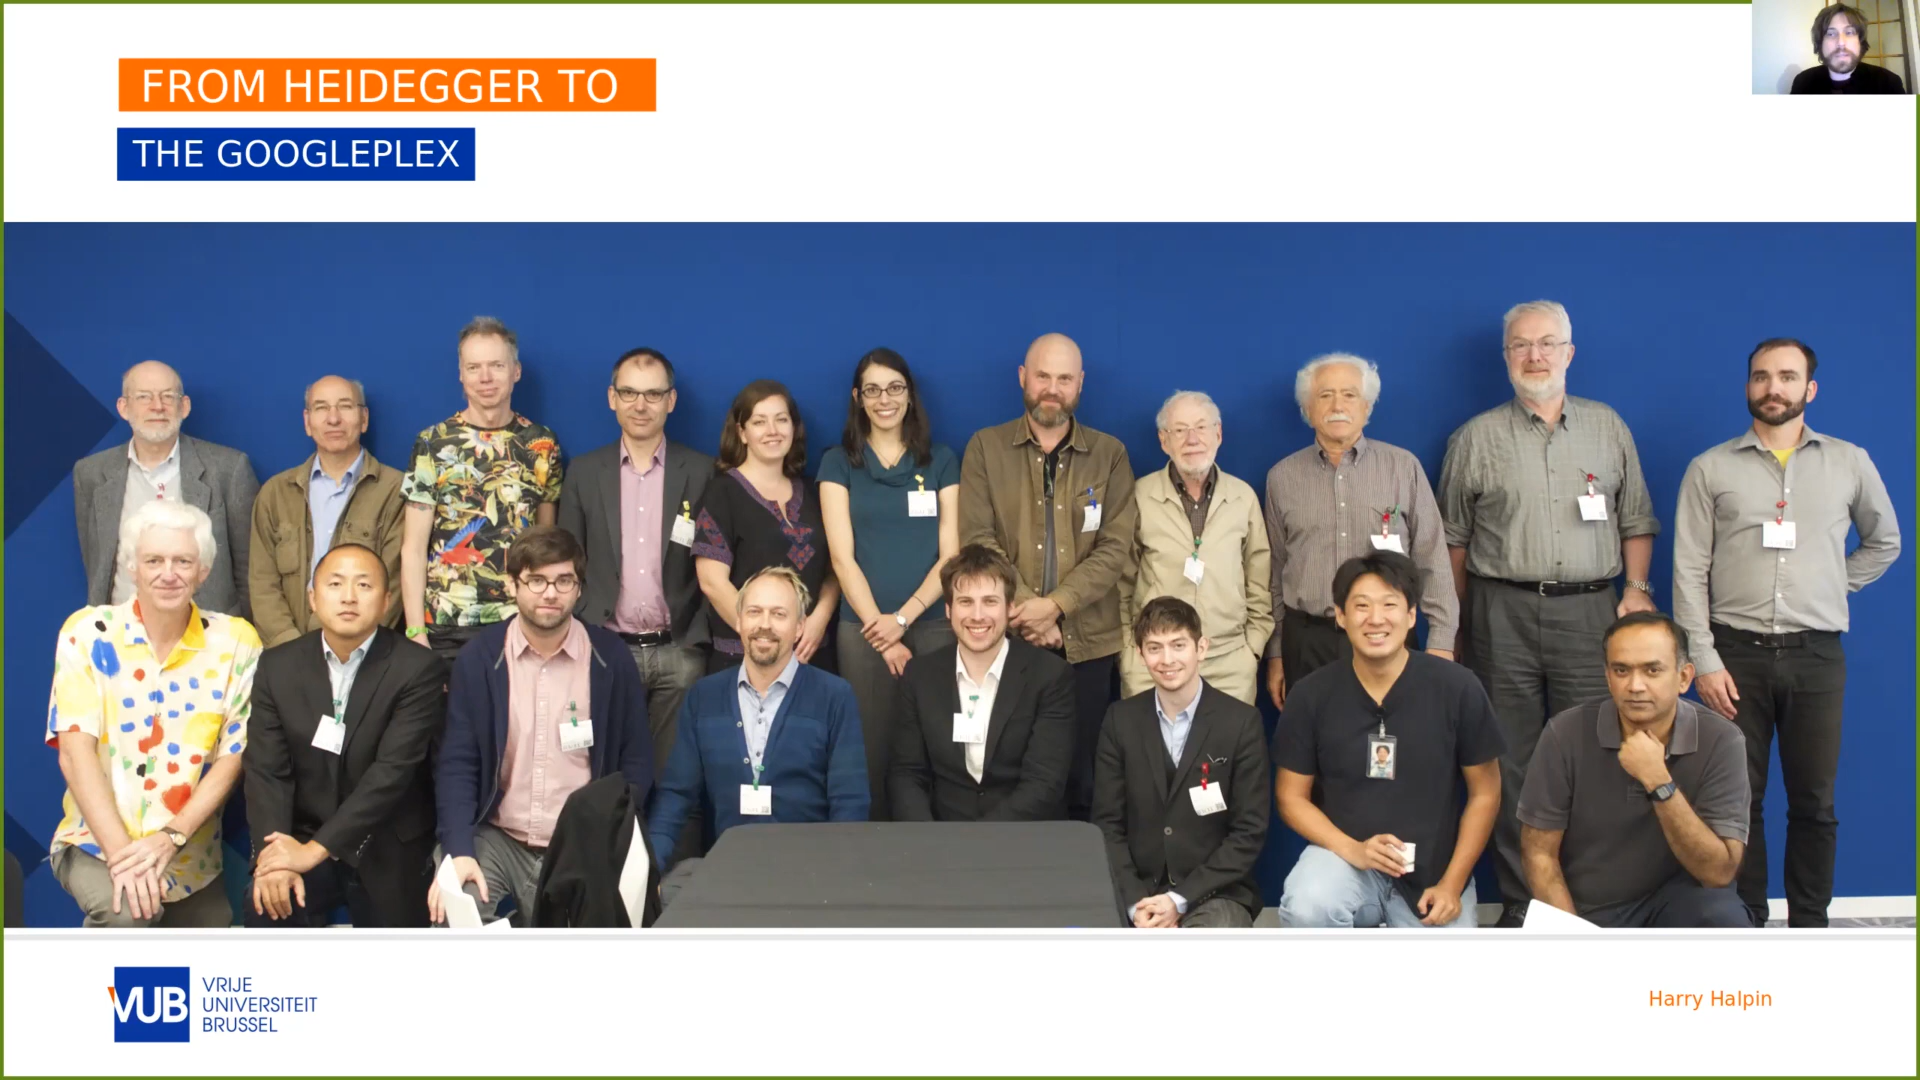 FROM HEIDEGGER TO
THE GOOGLEPLEX
VUB
VRIJE
UNIVERSITEIT
BRUSSEL
Harry Halpin